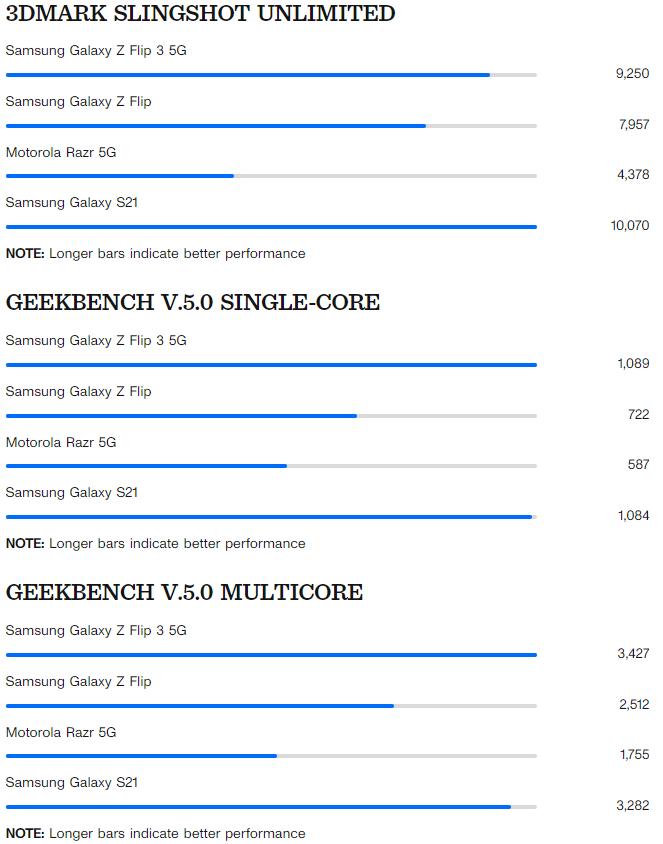 3DMARK SLINGSHOT UNLIMITED
Samsung Galaxy Z Flip 3 5G
9,250
Samsung Galaxy Z Flip
7,957
Motorola Razr 5G
4,378
Samsung Galaxy S21
10,070
NOTE: Longer bars indicate better performance
GEEKBENCH V.5.0 SINGLE-CORE
Samsung Galaxy Z Flip 3 5G
1,089
Samsung Galaxy Z Flip
722
Motorola Razr 5G
587
Samsung Galaxy S21
1,084
NOTE: Longer bars indicate better performance
GEEKBENCH V.5.0 MULTICORE
Samsung Galaxy Z Flip 3 5G
3,427
Samsung Galaxy Z Flip
2,512
Motorola Razr 5G
1,755
Samsung Galaxy S21
3,282
NOTE: Longer bars indicate better performance